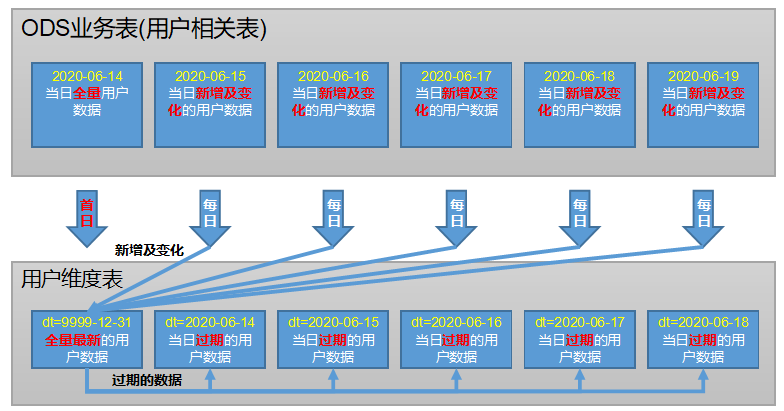 ODS业务表(用户相关表)
2020-06-14
当日全量用户
数据
2020-06-15
当日新增及变
化的用户数据
2020-06-16
当日新增及变
化的用户数据
2020-06-17
当日新增及变
化的用户数据
2020-06-18
当日新增及变
化的用户数据
2020-06-19
当日新增及变
化的用户数据
首
日
每
日
每
日
每
日
每
日
每
日
新增及变化
用户维度表
dt=9999-12-31
全量最新的用
户数据
dt=2020-06-14
当日过期的用
户数据
dt=2020-06-15
当日过期的用
户数据
dt=2020-06-16
当日过期的用
户数据
dt=2020-06-17
当日过期的用
户数据
dt=2020-06-18
当日过期的用
户数据
过期的数据